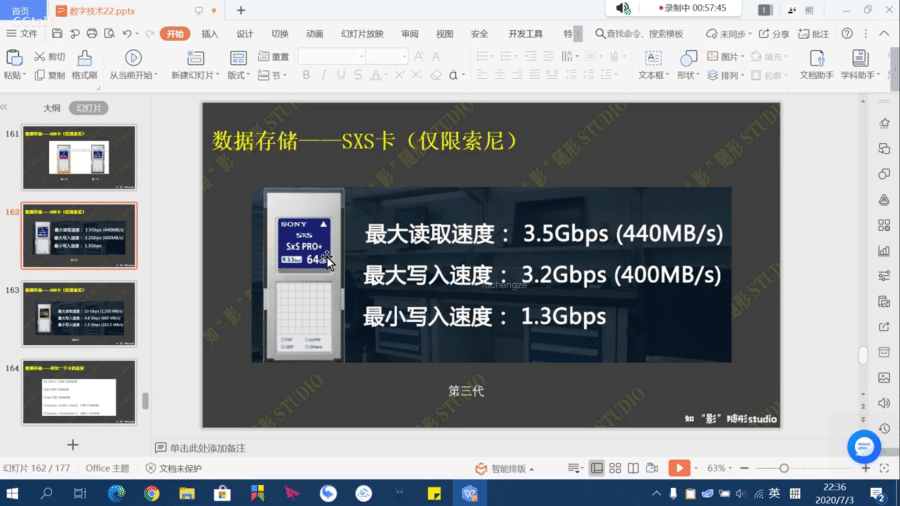 首页
数字技术22.pptx
录制中 00:57:45
1
熊
文件
开始
插入
设计
切换
动画
幻灯片放映
审阅
视图
安全
开发工具
特
查找命令、搜索模板
未同步
分享
批注
粘贴
剪切
复制
格式刷
从当前开始
新建幻灯片
版式
重置
节
文本框
形状
图片
排列
填充
轮廓
文档助手
学科助手
大纲
幻灯片
161
162
163
164
数据存储——SXS卡（仅限索尼）
SONY
SxS
SxS PRO+
64
最大读取速度： 3.5Gbps (440MB/s)
最大写入速度： 3.2Gbps (400MB/s)
最小写入速度： 1.3Gbps
第三代
如“影”随形studio
单击此处添加备注
幻灯片 162 / 177
Office 主题
文档未保护
智能排版
63%
英
22:36
2020/7/3
2